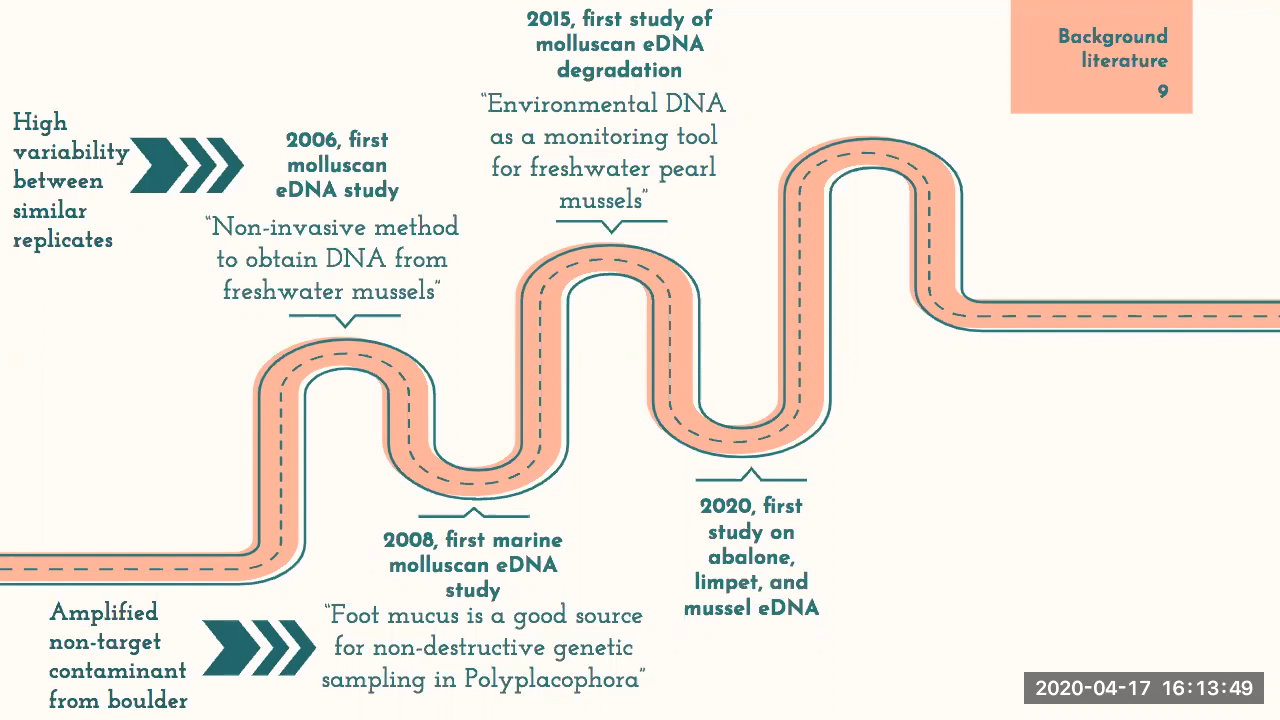 2015, first study of
molluscan eDNA
degradation
"Environmental DNA
as a monitoring tool
for freshwater pearl
mussels"
Background
literature
9
High
variability
between
similar
replicates
2006, first
molluscan
eDNA study
"Non-invasive method
to obtain DNA from
freshwater mussels"
2008, first marine
molluscan eDNA
study
"Foot mucus is a good source
for non-destructive genetic
sampling in Polyplacophora"
2020, first
study on
abalone,
limpet, and
mussel eDNA
Amplified
non-target
contaminant
from boulder
2020-04-17 16:13:49